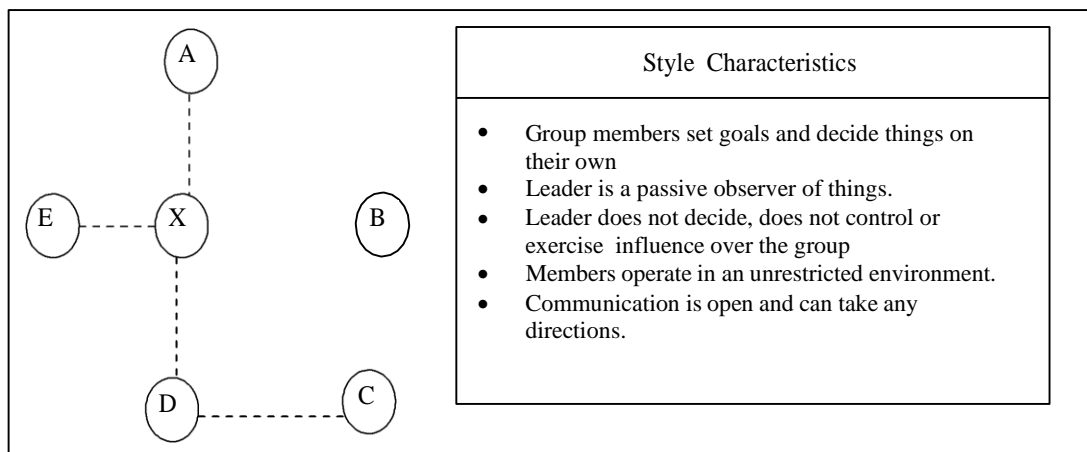 A
E
X
B
D
C
Style Characteristics
• Group members set goals and decide things on
their own
• Leader is a passive observer of things.
• Leader does not decide, does not control or
exercise influence over the group
• Members operate in an unrestricted environment.
• Communication is open and can take any
directions.